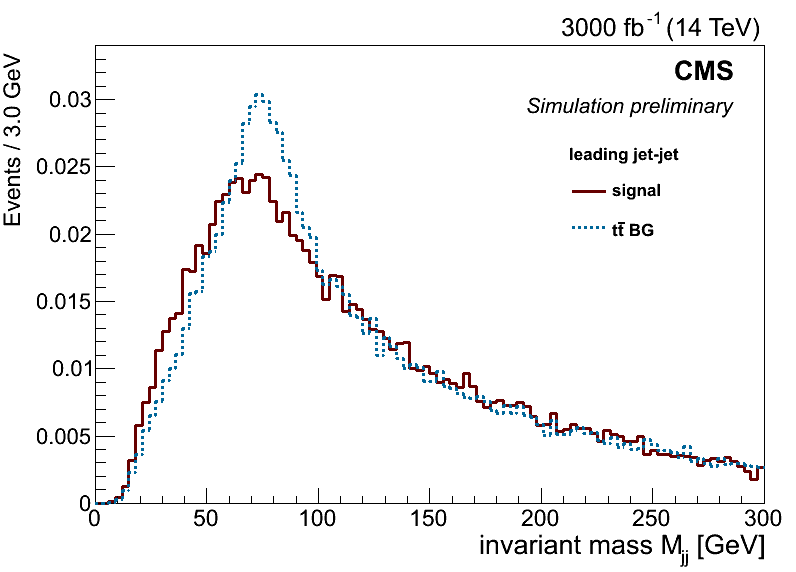 3000 fb⁻¹ (14 TeV)
CMS
Simulation preliminary
leading jet-jet
signal
tt̄ BG
Events / 3.0 GeV
0.03
0.025
0.02
0.015
0.01
0.005
0
0 50 100 150 200 250 300
invariant mass Mjj [GeV]